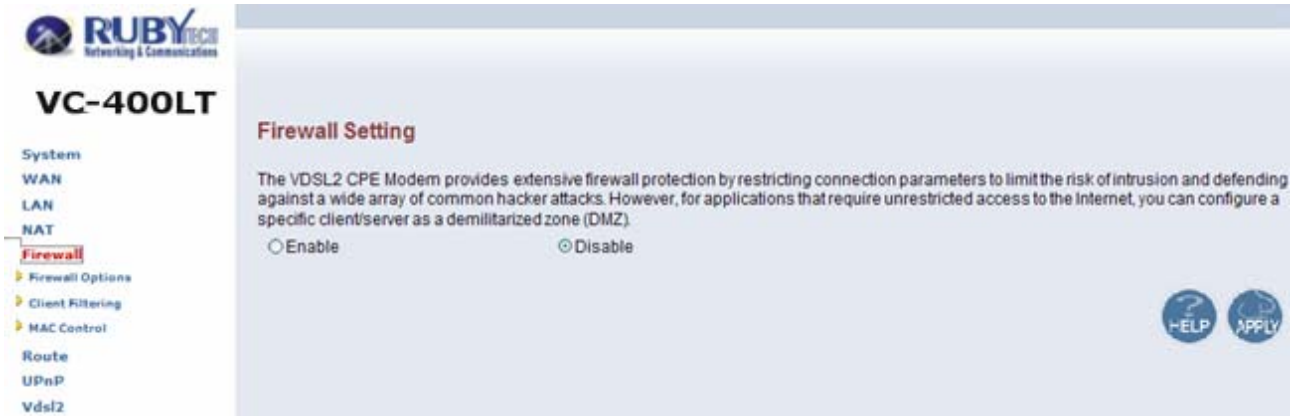 RUBYTECH
Networking & Communications
VC-400LT
System
WAN
LAN
NAT
Firewall
Firewall Options
Client Filtering
MAC Control
Route
UPnP
Vdsl2
Firewall Setting
The VDSL2 CPE Modem provides extensive firewall protection by restricting connection parameters to limit the risk of intrusion and defending
against a wide array of common hacker attacks. However, for applications that require unrestricted access to the Internet, you can configure a
specific client/server as a demilitarized zone (DMZ).
Enable Disable
HELP APPLY